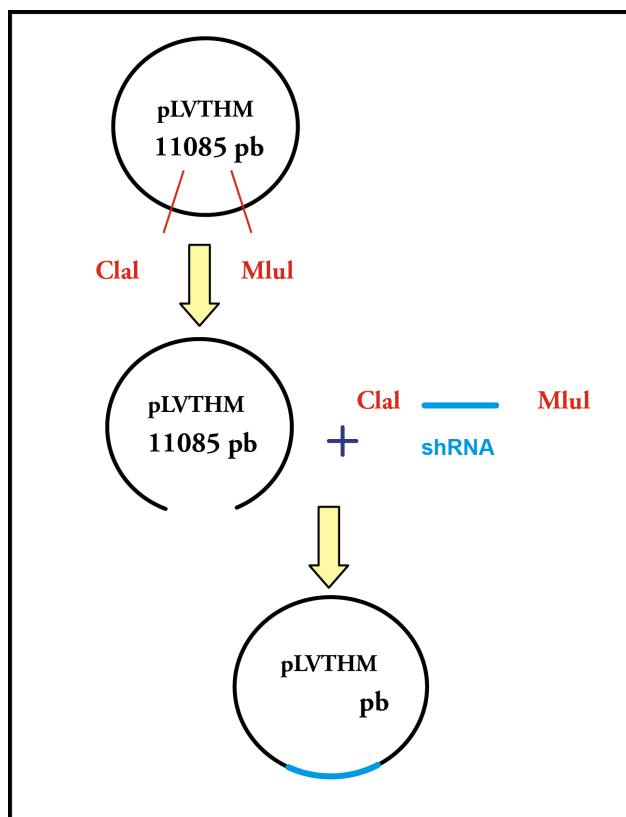 pLVTHM
11085 pb
ClaI MluI
pLVTHM
11085 pb
ClaI MluI
+
shRNA
pLVTHM
pb